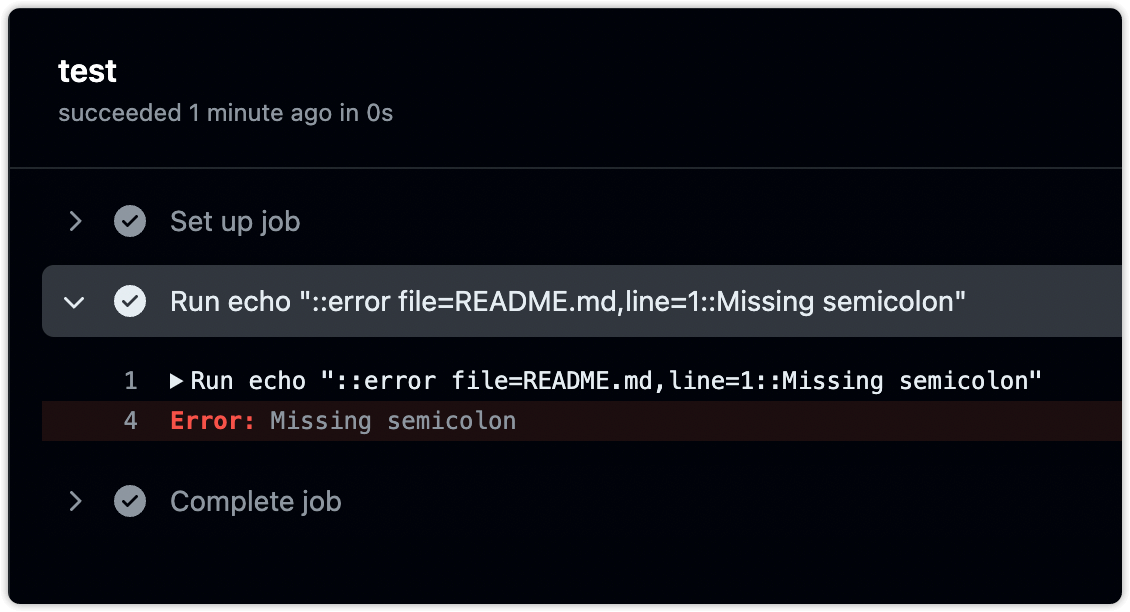 test
succeeded 1 minute ago in 0s
Set up job
Run echo "::error file=README.md,line=1::Missing semicolon"
1 Run echo "::error file=README.md,line=1::Missing semicolon"
4 Error: Missing semicolon
Complete job